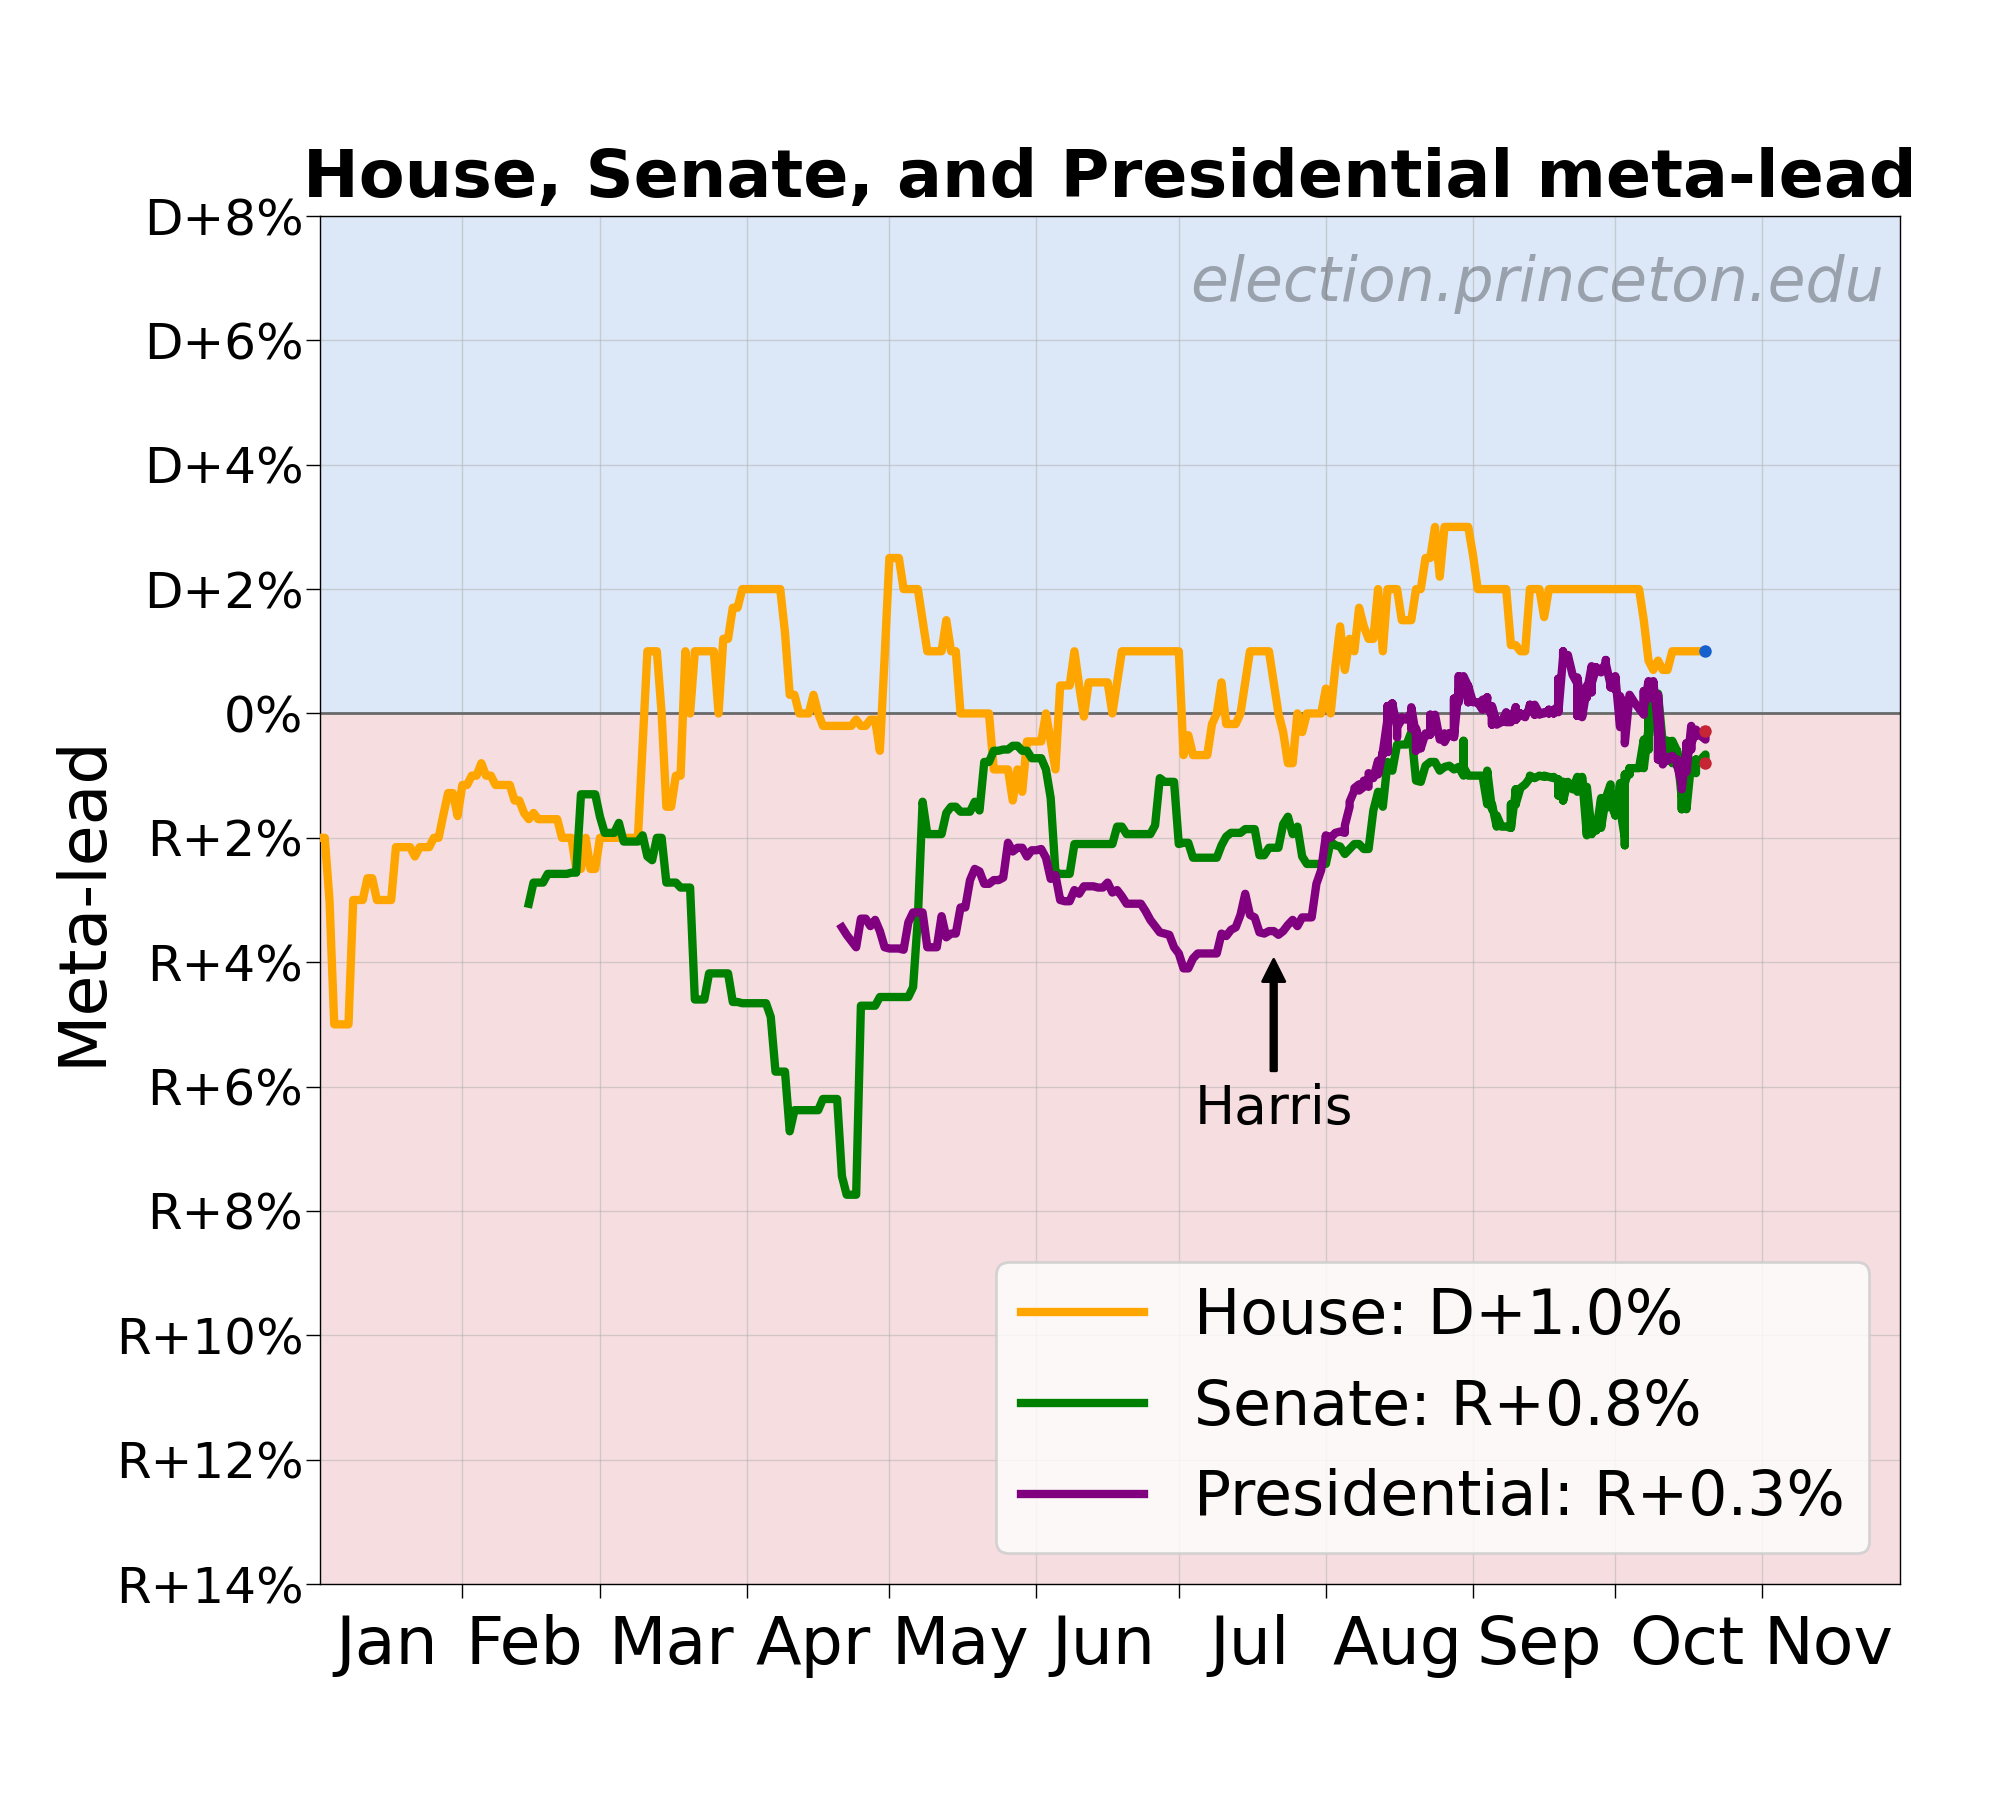 House, Senate, and Presidential meta-lead
election.princeton.edu
D+8%
D+6%
D+4%
D+2%
0%
R+2%
R+4%
R+6%
R+8%
R+10%
R+12%
R+14%
Meta-lead
Harris
House: D+1.0%
Senate: R+0.8%
Presidential: R+0.3%
Jan Feb Mar Apr May Jun Jul Aug Sep Oct Nov